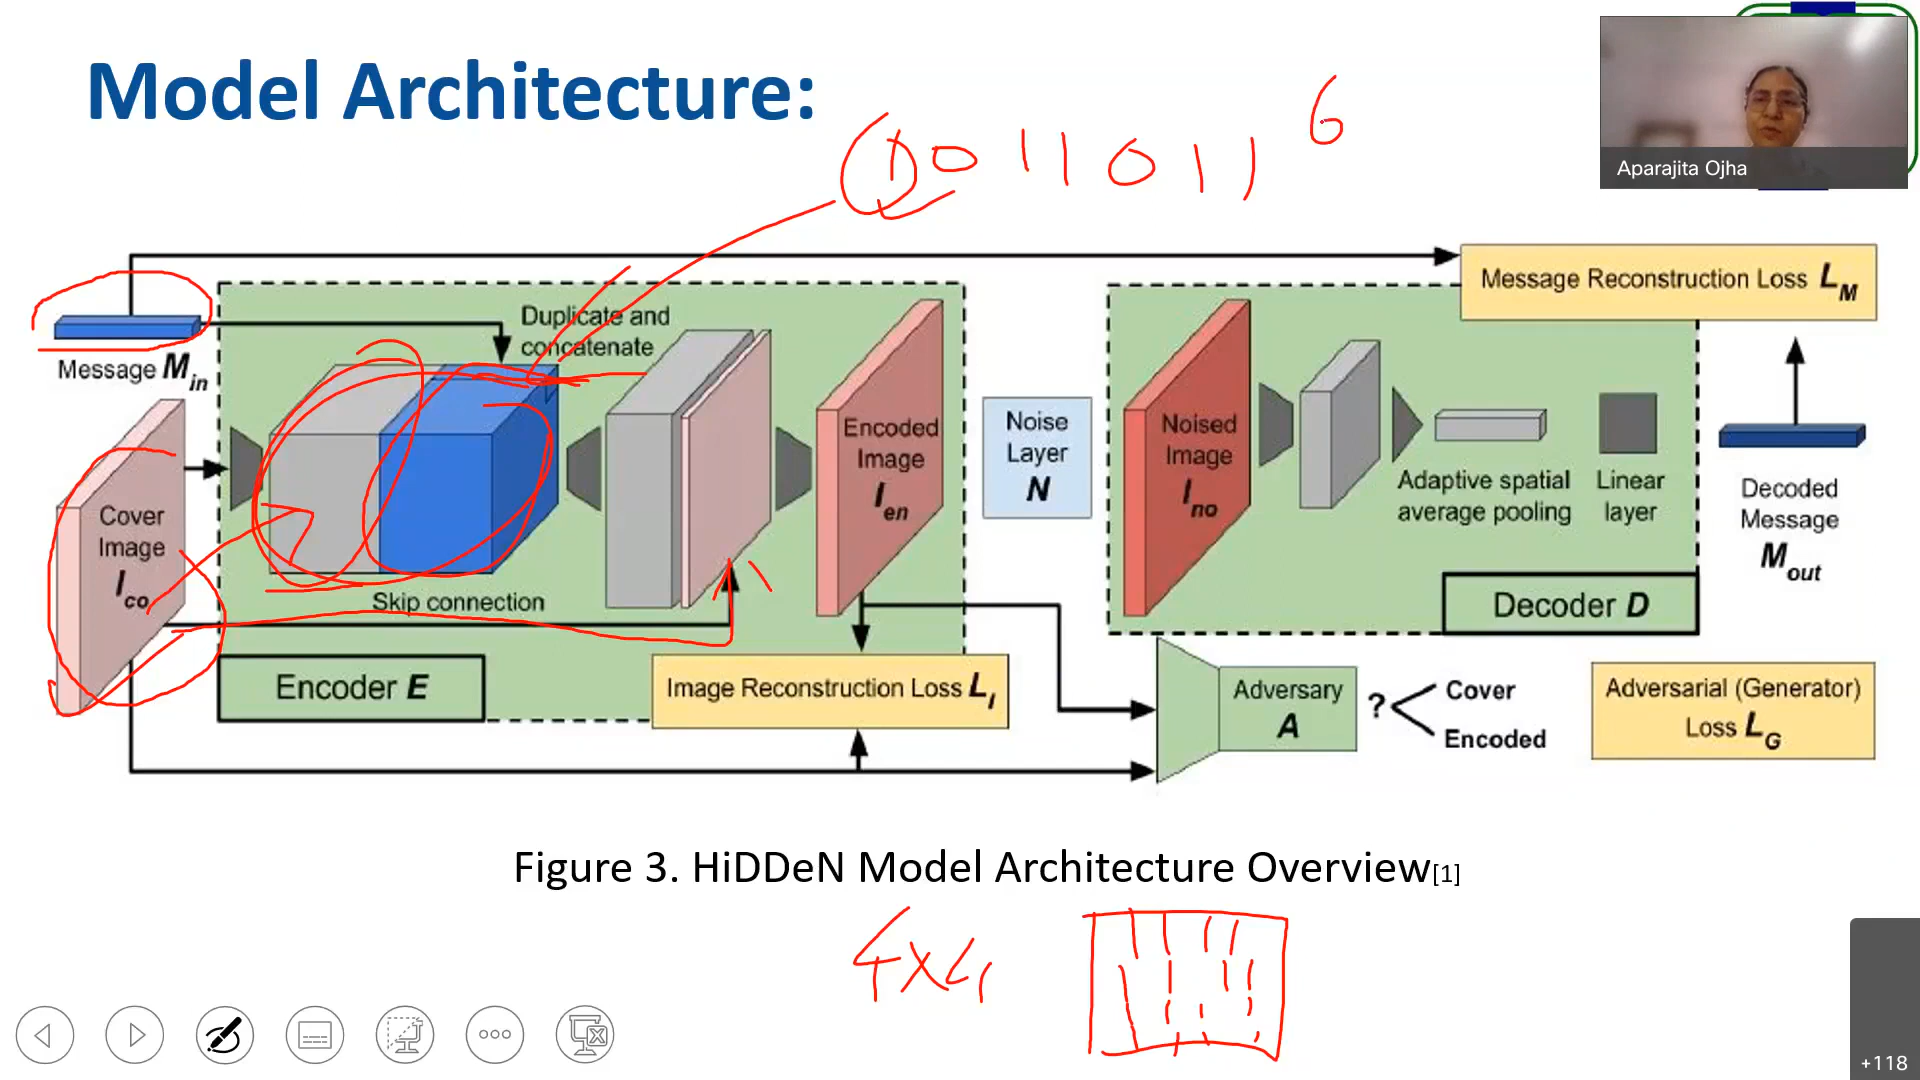 Model Architecture:
1 0 1 1 0 1 1
6
Aparajita Ojha
Message Reconstruction Loss L_M
Duplicate and
concatenate
Message M_in
Cover
Image
I_co
Skip connection
Encoder E
Encoded
Image
I_en
Image Reconstruction Loss L_I
Noise
Layer
N
Noised
Image
I_no
Adaptive spatial
average pooling
Linear
layer
Decoder D
Decoded
Message
M_out
Adversary
A
?
Cover
Encoded
Adversarial (Generator)
Loss L_G
Figure 3. HiDDeN Model Architecture Overview[1]
4x4
+118